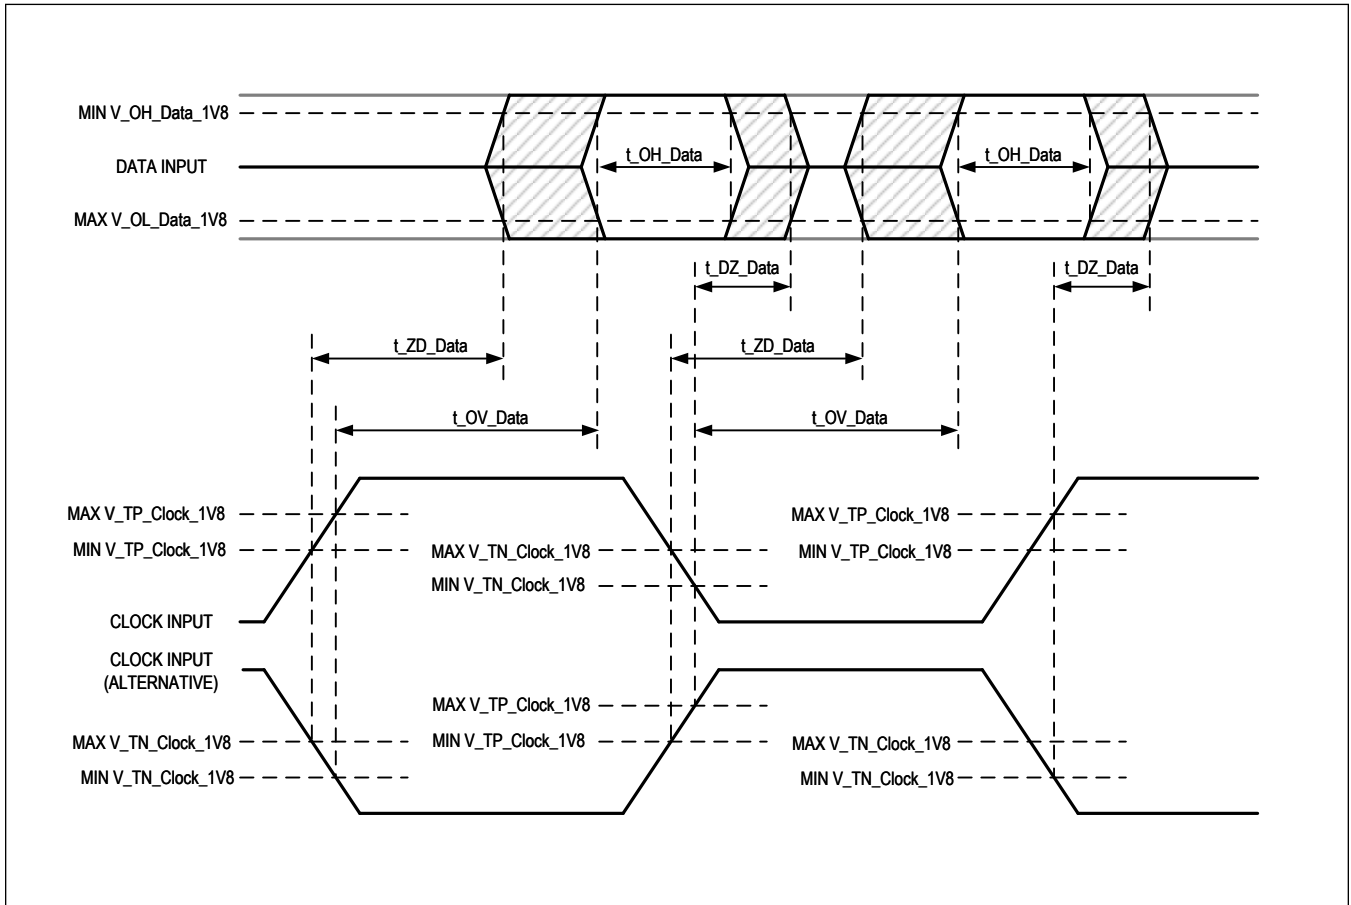 MIN V_OH_Data_1V8
DATA INPUT
t_OH_Data
t_OH_Data
MAX V_OL_Data_1V8
t_DZ_Data
t_DZ_Data
t_ZD_Data
t_ZD_Data
t_OV_Data
t_OV_Data
MAX V_TP_Clock_1V8
MAX V_TP_Clock_1V8
MIN V_TP_Clock_1V8
MAX V_TN_Clock_1V8
MIN V_TP_Clock_1V8
MIN V_TN_Clock_1V8
CLOCK INPUT
CLOCK INPUT
(ALTERNATIVE)
MAX V_TP_Clock_1V8
MAX V_TN_Clock_1V8
MIN V_TP_Clock_1V8
MAX V_TN_Clock_1V8
MIN V_TN_Clock_1V8
MIN V_TN_Clock_1V8